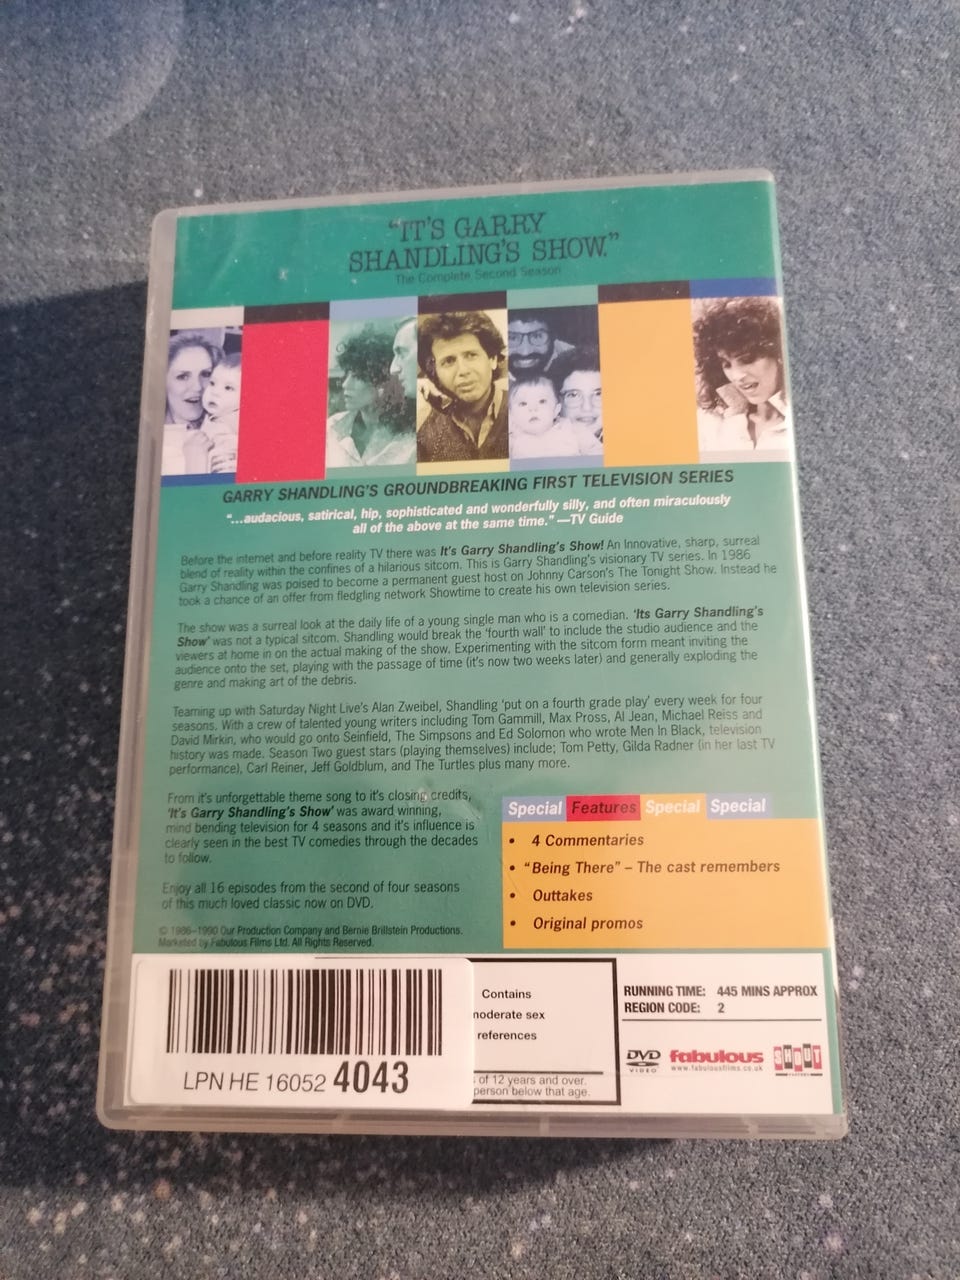 “IT’S GARRY
SHANDLING’S SHOW.”
The Complete Second Season
GARRY SHANDLING’S GROUNDBREAKING FIRST TELEVISION SERIES
“...audacious, satirical, hip, sophisticated and wonderfully silly, and often miraculously
all of the above at the same time.” —TV Guide
Before the internet and before reality TV there was It’s Garry Shandling’s Show! An Innovative, sharp, surreal
blend of reality within the confines of a hilarious sitcom. This is Garry Shandling’s visionary TV series. In 1986
Garry Shandling was poised to become a permanent guest host on Johnny Carson’s The Tonight Show. Instead he
took a chance of an offer from fledgling network Showtime to create his own television series.
The show was a surreal look at the daily life of a young single man who is a comedian. ‘Its Garry Shandling’s
Show’ was not a typical sitcom. Shandling would break the ‘fourth wall’ to include the studio audience and the
viewers at home in on the actual making of the show. Experimenting with the sitcom form meant inviting the
audience onto the set, playing with the passage of time (it’s now two weeks later) and generally exploding the
genre and making art of the debris.
Teaming up with Saturday Night Live’s Alan Zweibel, Shandling ‘put on a fourth grade play’ every week for four
seasons. With a crew of talented young writers including Tom Gammill, Max Pross, Al Jean, Michael Reiss and
David Mirkin, who would go onto Seinfield, The Simpsons and Ed Solomon who wrote Men In Black, television
history was made. Season Two guest stars (playing themselves) include; Tom Petty, Gilda Radner (in her last TV
performance), Carl Reiner, Jeff Goldblum, and The Turtles plus many more.
From it’s unforgettable theme song to it’s closing credits,
‘It’s Garry Shandling’s Show’ was award winning,
mind bending television for 4 seasons and it’s influence is
clearly seen in the best TV comedies through the decades
to follow.
Enjoy all 16 episodes from the second of four seasons
of this much loved classic now on DVD.
© 1986–1990 Our Production Company and Bernie Brillstein Productions.
Marketed by Fabulous Films Ltd. All Rights Reserved.
Special Features Special Special
• 4 Commentaries
• “Being There” – The cast remembers
• Outtakes
• Original promos
LPN HE 16052 4043
Contains
moderate sex
references
of 12 years and over.
person below that age.
RUNNING TIME: 445 MINS APPROX
REGION CODE: 2
DVD
VIDEO
fabulous
www.fabulousfilms.co.uk
SHOUT